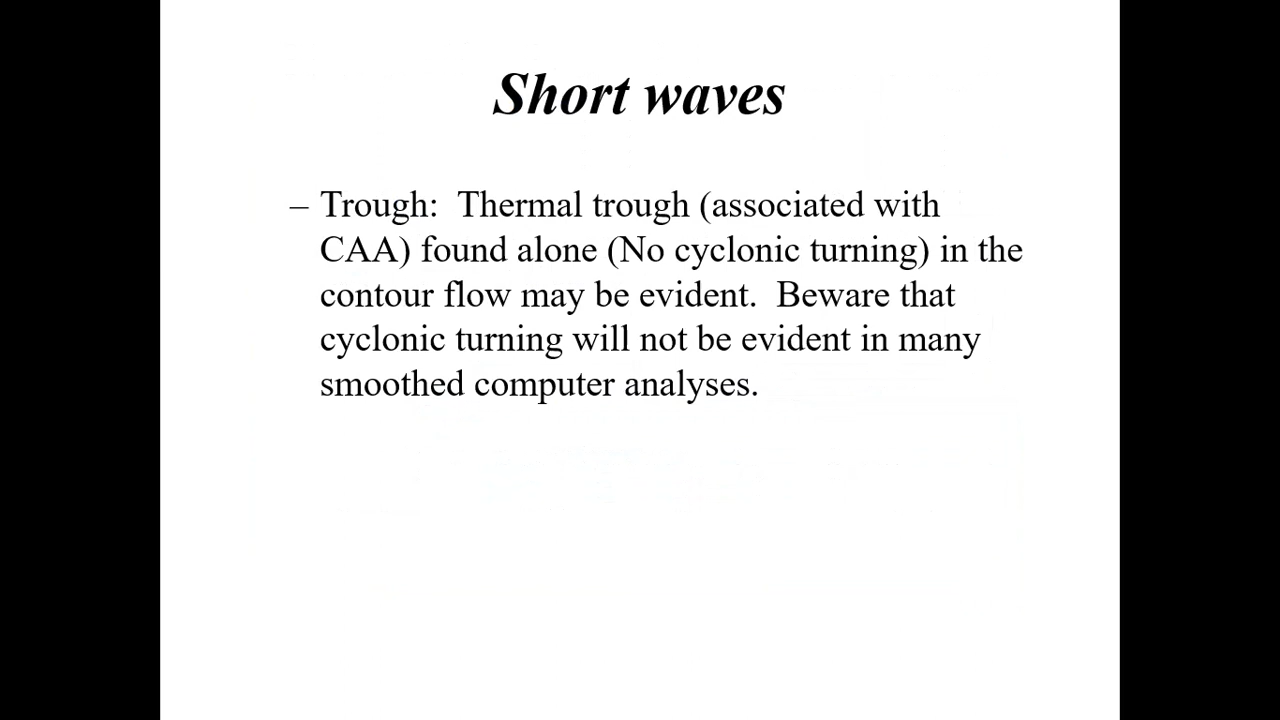 Short waves
– Trough:  Thermal trough (associated with
CAA) found alone (No cyclonic turning) in the
contour flow may be evident.  Beware that
cyclonic turning will not be evident in many
smoothed computer analyses.